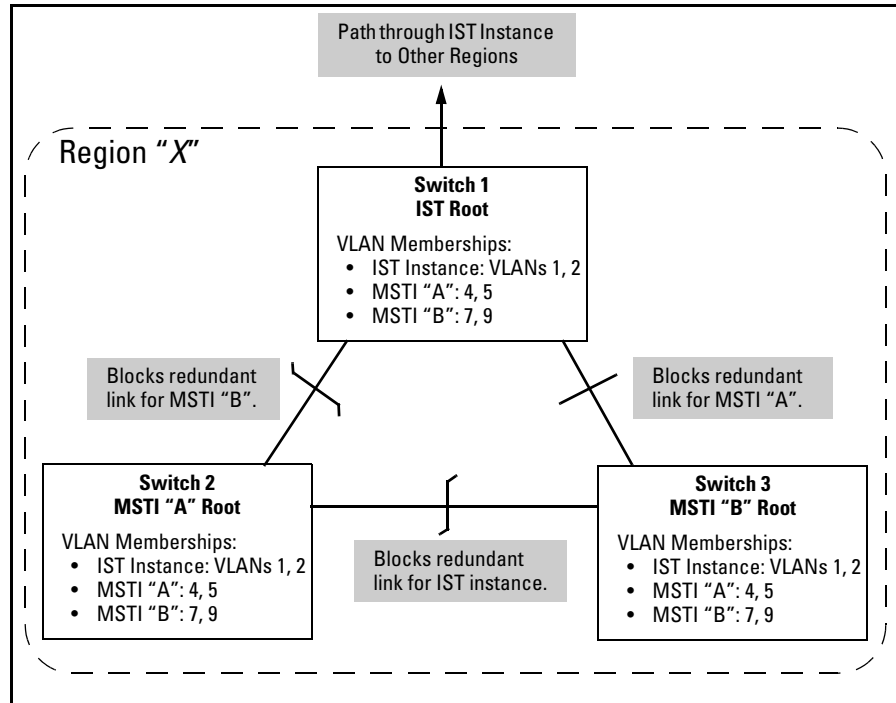 Path through IST Instance
to Other Regions
Region “X”
Switch 1
IST Root
VLAN Memberships:
• IST Instance: VLANs 1, 2
• MSTI “A”: 4, 5
• MSTI “B”: 7, 9
Blocks redundant
link for MSTI “B”.
Blocks redundant
link for MSTI “A”.
Switch 2
MSTI “A” Root
VLAN Memberships:
• IST Instance: VLANs 1, 2
• MSTI “A”: 4, 5
• MSTI “B”: 7, 9
Blocks redundant
link for IST instance.
Switch 3
MSTI “B” Root
VLAN Memberships:
• IST Instance: VLANs 1, 2
• MSTI “A”: 4, 5
• MSTI “B”: 7, 9